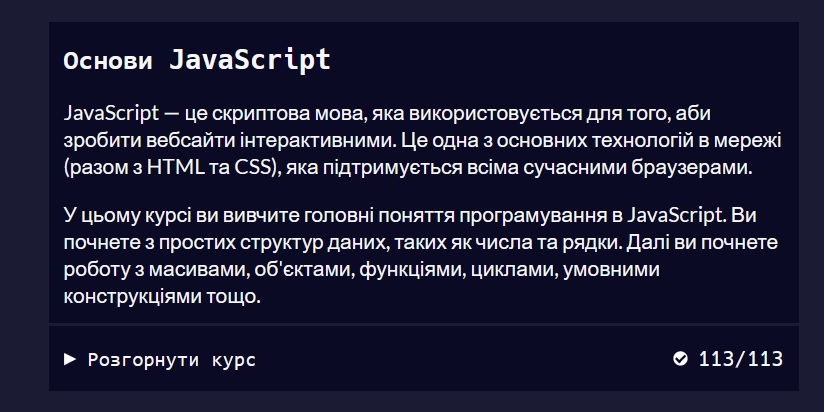 Основи JavaScript
JavaScript — це скриптова мова, яка використовується для того, аби
зробити вебсайти інтерактивними. Це одна з основних технологій в мережі
(разом з HTML та CSS), яка підтримується всіма сучасними браузерами.
У цьому курсі ви вивчите головні поняття програмування в JavaScript. Ви
почнете з простих структур даних, таких як числа та рядки. Далі ви почнете
роботу з масивами, об'єктами, функціями, циклами, умовними
конструкціями тощо.
Розгорнути курс 113/113